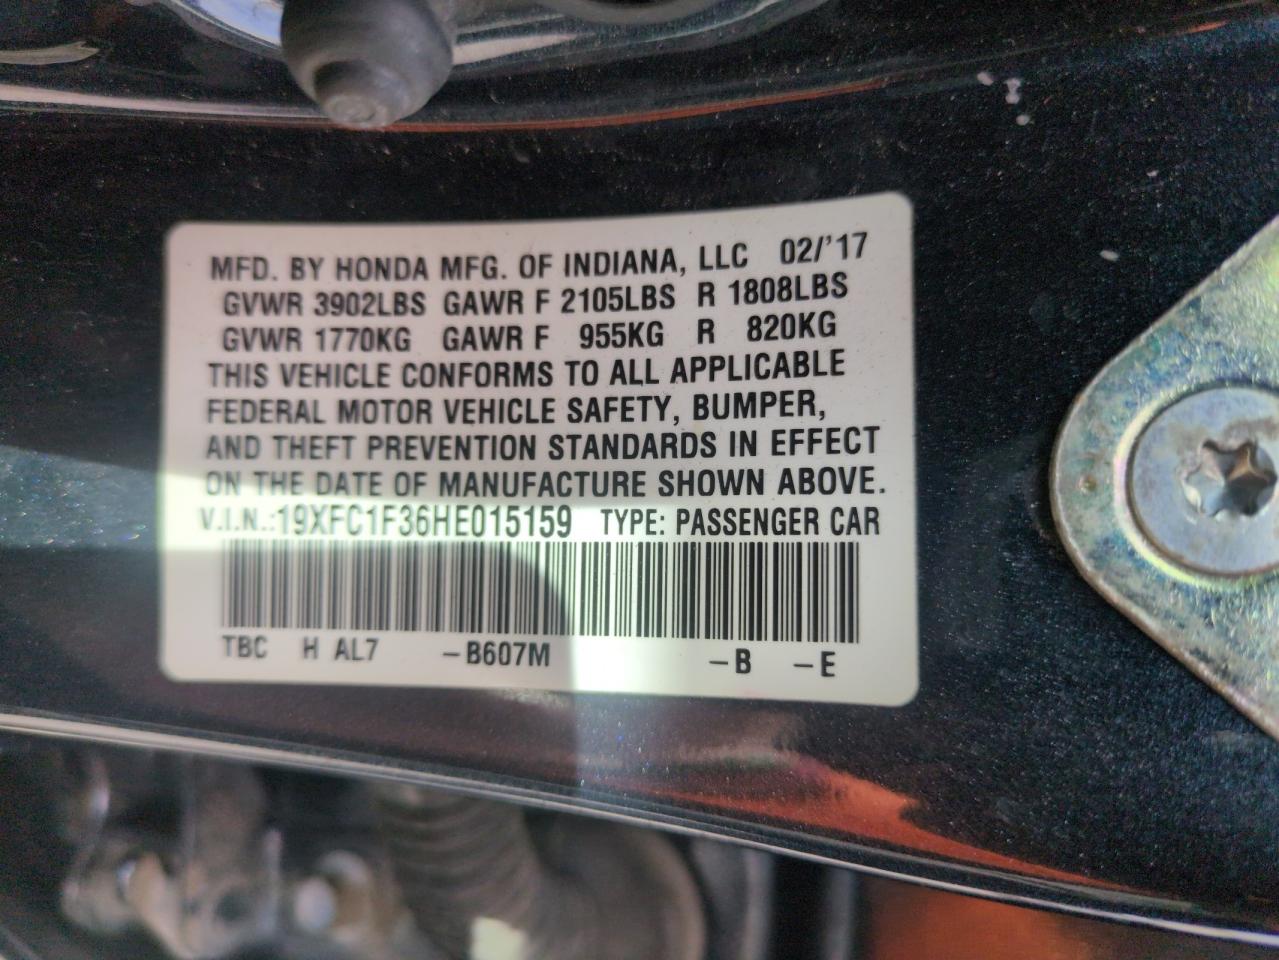 MFD. BY HONDA MFG. OF INDIANA, LLC 02/'17
GVWR 3902LBS GAWR F 2105LBS R 1808LBS
GVWR 1770KG GAWR F 955KG R 820KG
THIS VEHICLE CONFORMS TO ALL APPLICABLE
FEDERAL MOTOR VEHICLE SAFETY, BUMPER,
AND THEFT PREVENTION STANDARDS IN EFFECT
ON THE DATE OF MANUFACTURE SHOWN ABOVE.
V.I.N.:19XFC1F36HE015159 TYPE: PASSENGER CAR
TBC H AL7 -B607M -B -E